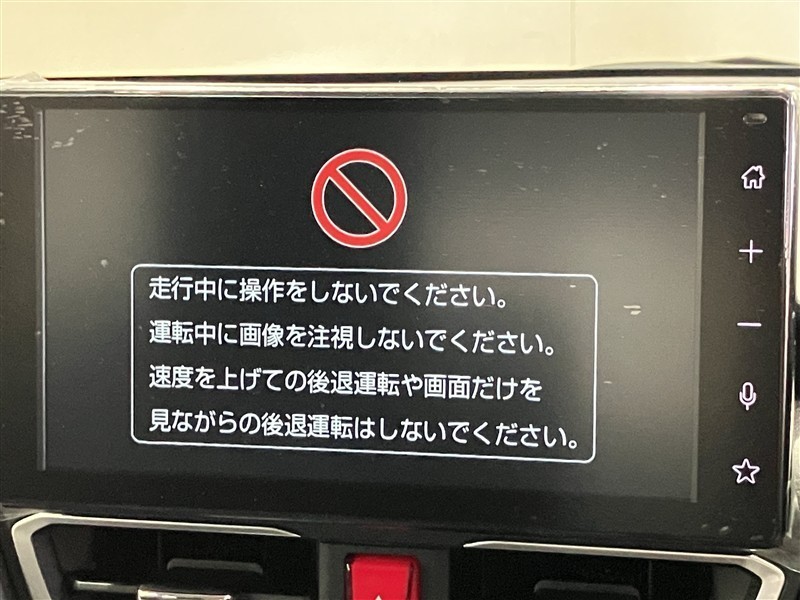 走行中に操作をしないでください。
運転中に画像を注視しないでください。
速度を上げての後退運転や画面だけを
見ながらの後退運転はしないでください。